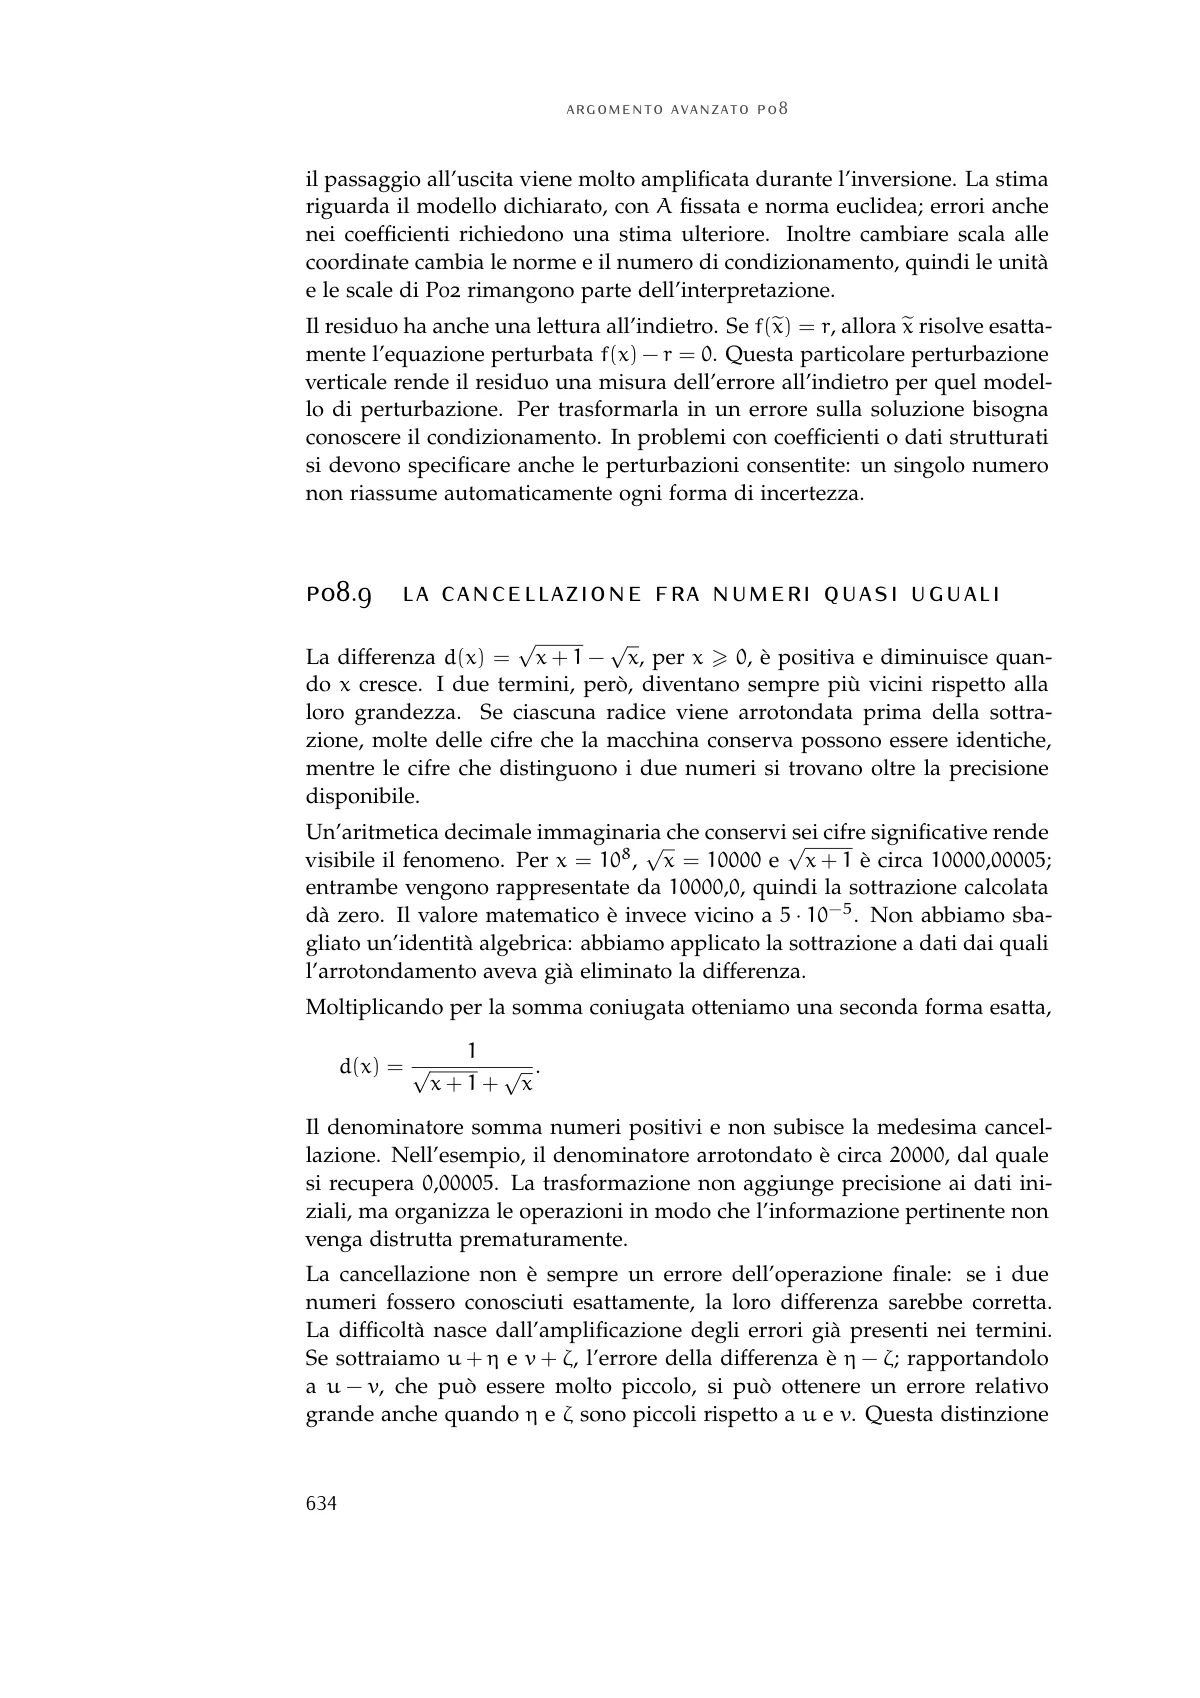 ARGOMENTO AVANZATO P08
il passaggio all'uscita viene molto amplificata durante l'inversione. La stima
riguarda il modello dichiarato, con A fissata e norma euclidea; errori anche
nei coefficienti richiedono una stima ulteriore. Inoltre cambiare scala alle
coordinate cambia le norme e il numero di condizionamento, quindi le unità
e le scale di P02 rimangono parte dell'interpretazione.
Il residuo ha anche una lettura all'indietro. Se f(x̃) = r, allora x̃ risolve esatta-
mente l'equazione perturbata f(x) − r = 0. Questa particolare perturbazione
verticale rende il residuo una misura dell'errore all'indietro per quel model-
lo di perturbazione. Per trasformarla in un errore sulla soluzione bisogna
conoscere il condizionamento. In problemi con coefficienti o dati strutturati
si devono specificare anche le perturbazioni consentite: un singolo numero
non riassume automaticamente ogni forma di incertezza.
P08.9 LA CANCELLAZIONE FRA NUMERI QUASI UGUALI
La differenza d(x) = √(x + 1) − √x, per x ⩾ 0, è positiva e diminuisce quan-
do x cresce. I due termini, però, diventano sempre più vicini rispetto alla
loro grandezza. Se ciascuna radice viene arrotondata prima della sottra-
zione, molte delle cifre che la macchina conserva possono essere identiche,
mentre le cifre che distinguono i due numeri si trovano oltre la precisione
disponibile.
Un'aritmetica decimale immaginaria che conservi sei cifre significative rende
visibile il fenomeno. Per x = 10⁸, √x = 10000 e √(x + 1) è circa 10000,00005;
entrambe vengono rappresentate da 10000,0, quindi la sottrazione calcolata
dà zero. Il valore matematico è invece vicino a 5 · 10⁻⁵. Non abbiamo sba-
gliato un'identità algebrica: abbiamo applicato la sottrazione a dati dai quali
l'arrotondamento aveva già eliminato la differenza.
Moltiplicando per la somma coniugata otteniamo una seconda forma esatta,
d(x) = 1 / (√(x + 1) + √x).
Il denominatore somma numeri positivi e non subisce la medesima cancel-
lazione. Nell'esempio, il denominatore arrotondato è circa 20000, dal quale
si recupera 0,00005. La trasformazione non aggiunge precisione ai dati ini-
ziali, ma organizza le operazioni in modo che l'informazione pertinente non
venga distrutta prematuramente.
La cancellazione non è sempre un errore dell'operazione finale: se i due
numeri fossero conosciuti esattamente, la loro differenza sarebbe corretta.
La difficoltà nasce dall'amplificazione degli errori già presenti nei termini.
Se sottraiamo u + η e v + ζ, l'errore della differenza è η − ζ; rapportandolo
a u − v, che può essere molto piccolo, si può ottenere un errore relativo
grande anche quando η e ζ sono piccoli rispetto a u e v. Questa distinzione
634